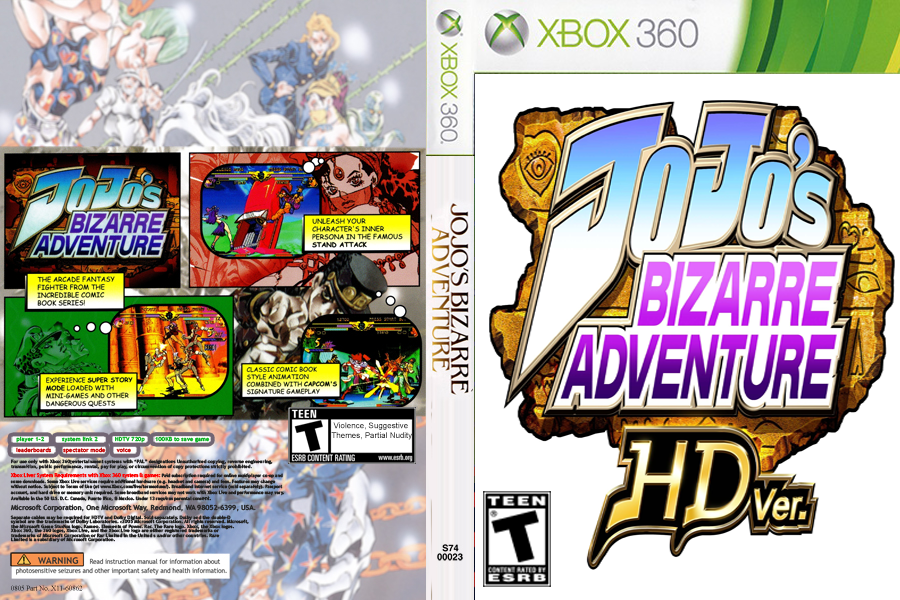 JOJO'S
BIZARRE
ADVENTURE
THE ARCADE FANTASY
FIGHTER FROM THE
INCREDIBLE COMIC
BOOK SERIES!
UNLEASH YOUR
CHARACTER'S INNER
PERSONA IN THE FAMOUS
STAND ATTACK
EXPERIENCE SUPER STORY
MODE LOADED WITH
MINI-GAMES AND OTHER
DANGEROUS QUESTS
CLASSIC COMIC BOOK
STYLE ANIMATION
COMBINED WITH CAPCOM'S
SIGNATURE GAMEPLAY
TEEN
T
Violence, Suggestive
Themes, Partial Nudity
ESRB CONTENT RATING www.esrb.org
player 1-2 system link 2 HDTV 720p 100KB to save game
leaderboards spectator mode voice
Microsoft Corporation, One Microsoft Way, Redmond, WA 98052-6399, USA.
WARNING Read instruction manual for information about
photosensitive seizures and other important safety and health information.
0805 Part No. X11-60862
XBOX 360
JOJO'S BIZARRE
ADVENTURE
S74
00023
XBOX 360
JOJO'S
BIZARRE
ADVENTURE
HD Ver.
TEEN
T
CONTENT RATED BY
ESRB